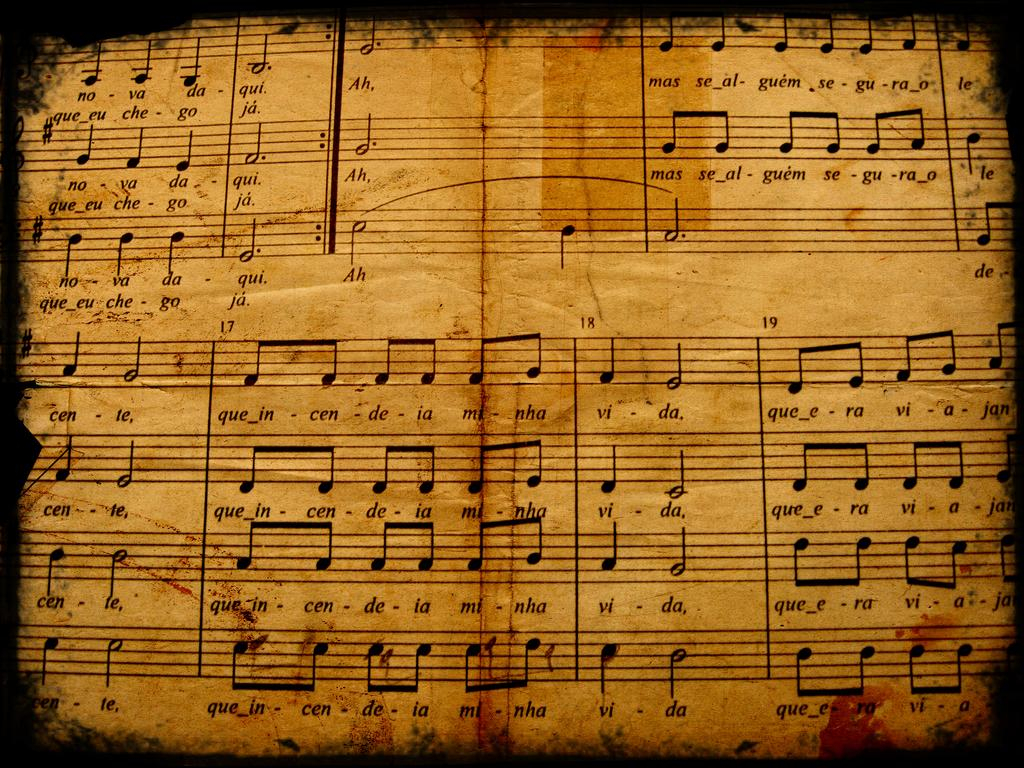 no - va da - qui. Ah, mas se_al - guém se - gu - ra_o le
que_eu che - go já.
no - va da - qui. Ah, mas se_al - guém se - gu - ra_o le
que_eu che - go já.
no - va da - qui. Ah de -
que_eu che - go já.
17 18 19
cen - te, que_in - cen - de - ia mi - nha vi - da, que_e - ra vi - a - jan
cen - te, que_in - cen - de - ia mi - nha vi - da, que_e - ra vi - a - jan
cen - te, que_in - cen - de - ia mi - nha vi - da, que_e - ra vi - a - ja
cen - te, que_in - cen - de - ia mi - nha vi - da que_e - ra vi - a